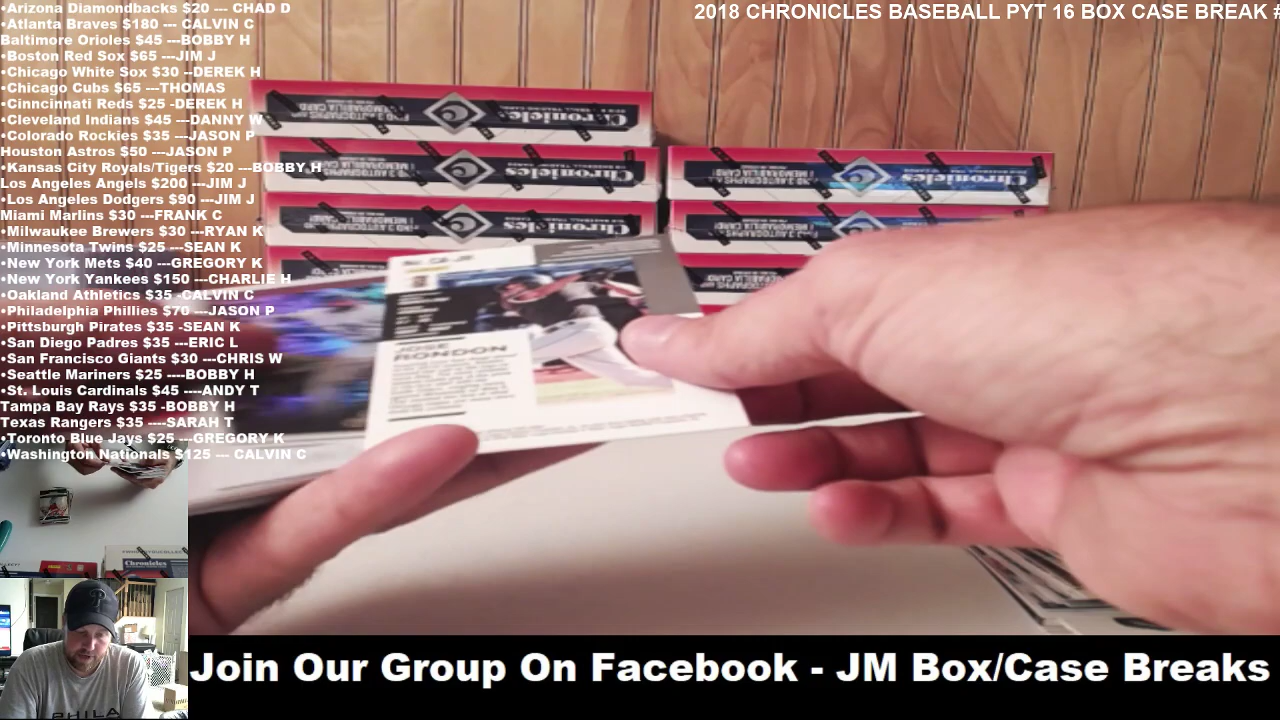 •Arizona Diamondbacks $20 --- CHAD D
•Atlanta Braves $180 --- CALVIN C
Baltimore Orioles $45 ---BOBBY H
•Boston Red Sox $65 ---JIM J
•Chicago White Sox $30 --DEREK H
•Chicago Cubs $65 ---THOMAS
•Cinncinnati Reds $25 -DEREK H
•Cleveland Indians $45 ---DANNY W
•Colorado Rockies $35 ---JASON P
Houston Astros $50 ---JASON P
•Kansas City Royals/Tigers $20 ---BOBBY H
Los Angeles Angels $200 ---JIM J
•Los Angeles Dodgers $90 ---JIM J
Miami Marlins $30 ---FRANK C
•Milwaukee Brewers $30 ---RYAN K
•Minnesota Twins $25 ---SEAN K
•New York Mets $40 ---GREGORY K
•New York Yankees $150 ---CHARLIE H
•Oakland Athletics $35 -CALVIN C
•Philadelphia Phillies $70 ---JASON P
•Pittsburgh Pirates $35 -SEAN K
•San Diego Padres $35 ---ERIC L
•San Francisco Giants $30 ---CHRIS W
•Seattle Mariners $25 ----BOBBY H
•St. Louis Cardinals $45 ----ANDY T
Tampa Bay Rays $35 -BOBBY H
Texas Rangers $35 ----SARAH T
•Toronto Blue Jays $25 ---GREGORY K
•Washington Nationals $125 --- CALVIN C
2018 CHRONICLES BASEBALL PYT 16 BOX CASE BREAK #
Chronicles
Chronicles
Chronicles
Chronicles
Chronicles
JOSE
RONDON
Chronicles
PHILA
Join Our Group On Facebook - JM Box/Case Breaks